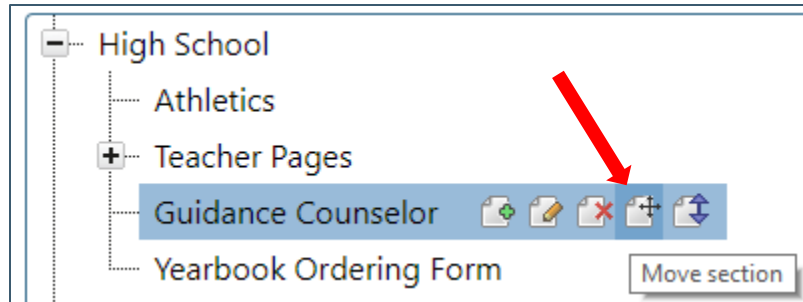 High School
Athletics
Teacher Pages
Guidance Counselor
Yearbook Ordering Form
Move section